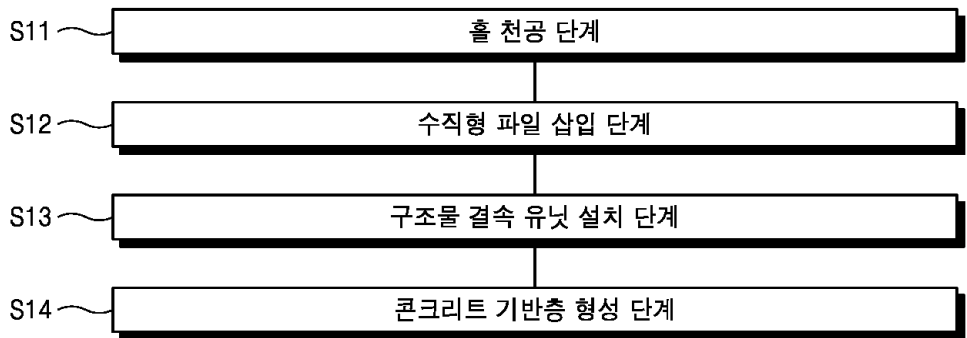 S11 홀 천공 단계
S12 수직형 파일 삽입 단계
S13 구조물 결속 유닛 설치 단계
S14 콘크리트 기반층 형성 단계